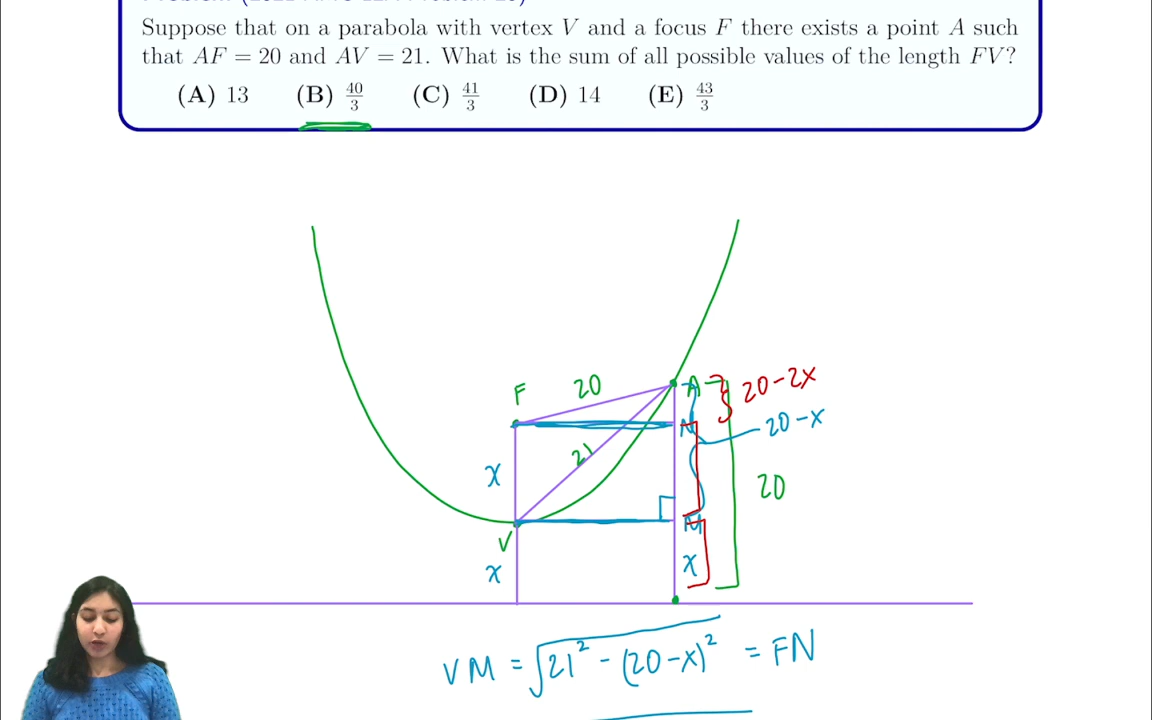 Suppose that on a parabola with vertex V and a focus F there exists a point A such
that AF = 20 and AV = 21. What is the sum of all possible values of the length FV?
(A) 13 (B) 40/3 (C) 41/3 (D) 14 (E) 43/3
F 20 A 20-2x
N 20-x
x 21 20
V M
x x
VM = √(21² - (20-x)²) = FN